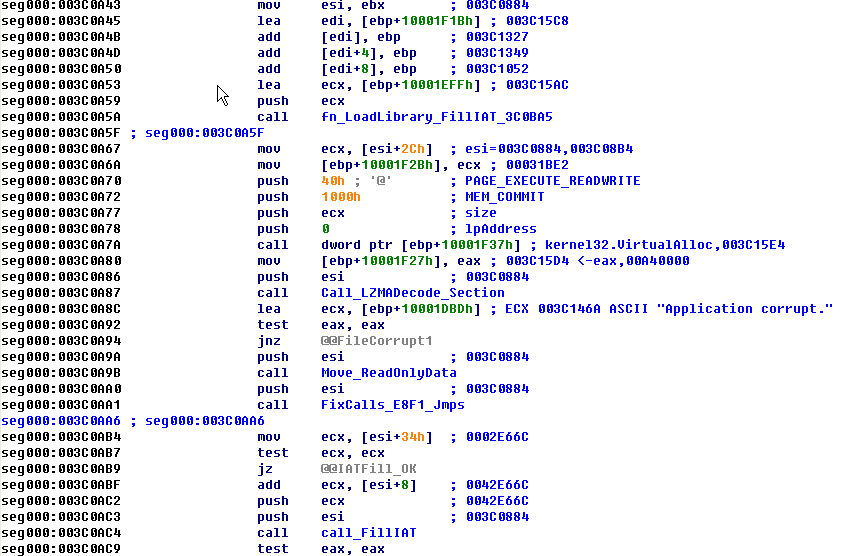 seg000:003C0A43 mov esi, ebx ; 003C0884
seg000:003C0A45 lea edi, [ebp+10001F1Bh] ; 003C15C8
seg000:003C0A4B add [edi], ebp ; 003C1327
seg000:003C0A4D add [edi+4], ebp ; 003C1349
seg000:003C0A50 add [edi+8], ebp ; 003C1052
seg000:003C0A53 lea ecx, [ebp+10001EFFh] ; 003C15AC
seg000:003C0A59 push ecx
seg000:003C0A5A call fn_LoadLibrary_FillIAT_3C0BA5
seg000:003C0A5F ; seg000:003C0A5F
seg000:003C0A67 mov ecx, [esi+2Ch] ; esi=003C0884,003C08B4
seg000:003C0A6A mov [ebp+10001F2Bh], ecx ; 00031BE2
seg000:003C0A70 push 40h ; '@' ; PAGE_EXECUTE_READWRITE
seg000:003C0A72 push 1000h ; MEM_COMMIT
seg000:003C0A77 push ecx ; size
seg000:003C0A78 push 0 ; lpAddress
seg000:003C0A7A call dword ptr [ebp+10001F37h] ; kernel32.VirtualAlloc,003C15E4
seg000:003C0A80 mov [ebp+10001F27h], eax ; 003C15D4 <-eax,00A40000
seg000:003C0A86 push esi ; 003C0884
seg000:003C0A87 call Call_LZMADecode_Section
seg000:003C0A8C lea ecx, [ebp+10001DBDh] ; ECX 003C146A ASCII "Application corrupt."
seg000:003C0A92 test eax, eax
seg000:003C0A94 jnz @@FileCorrupt1
seg000:003C0A9A push esi ; 003C0884
seg000:003C0A9B call Move_ReadOnlyData
seg000:003C0AA0 push esi ; 003C0884
seg000:003C0AA1 call FixCalls_E8F1_Jmps
seg000:003C0AA6 ; seg000:003C0AA6
seg000:003C0AB4 mov ecx, [esi+34h] ; 0002E66C
seg000:003C0AB7 test ecx, ecx
seg000:003C0AB9 jz @@IATFill_OK
seg000:003C0ABF add ecx, [esi+8] ; 0042E66C
seg000:003C0AC2 push ecx ; 0042E66C
seg000:003C0AC3 push esi ; 003C0884
seg000:003C0AC4 call call_FillIAT
seg000:003C0AC9 test eax, eax